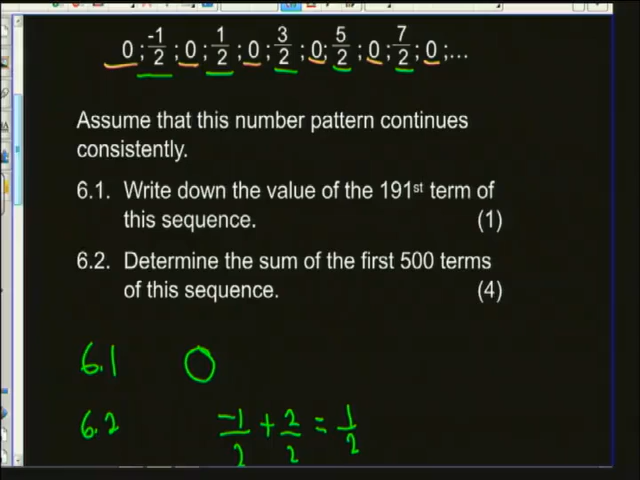 0 ; -1/2 ; 0 ; 1/2 ; 0 ; 3/2 ; 0; 5/2 ; 0 ; 7/2 ; 0 ;...
Assume that this number pattern continues
consistently.
6.1. Write down the value of the 191st term of
this sequence. (1)
6.2. Determine the sum of the first 500 terms
of this sequence. (4)
6.1 0
6.2 -1/2 + 2/2 = 1/2